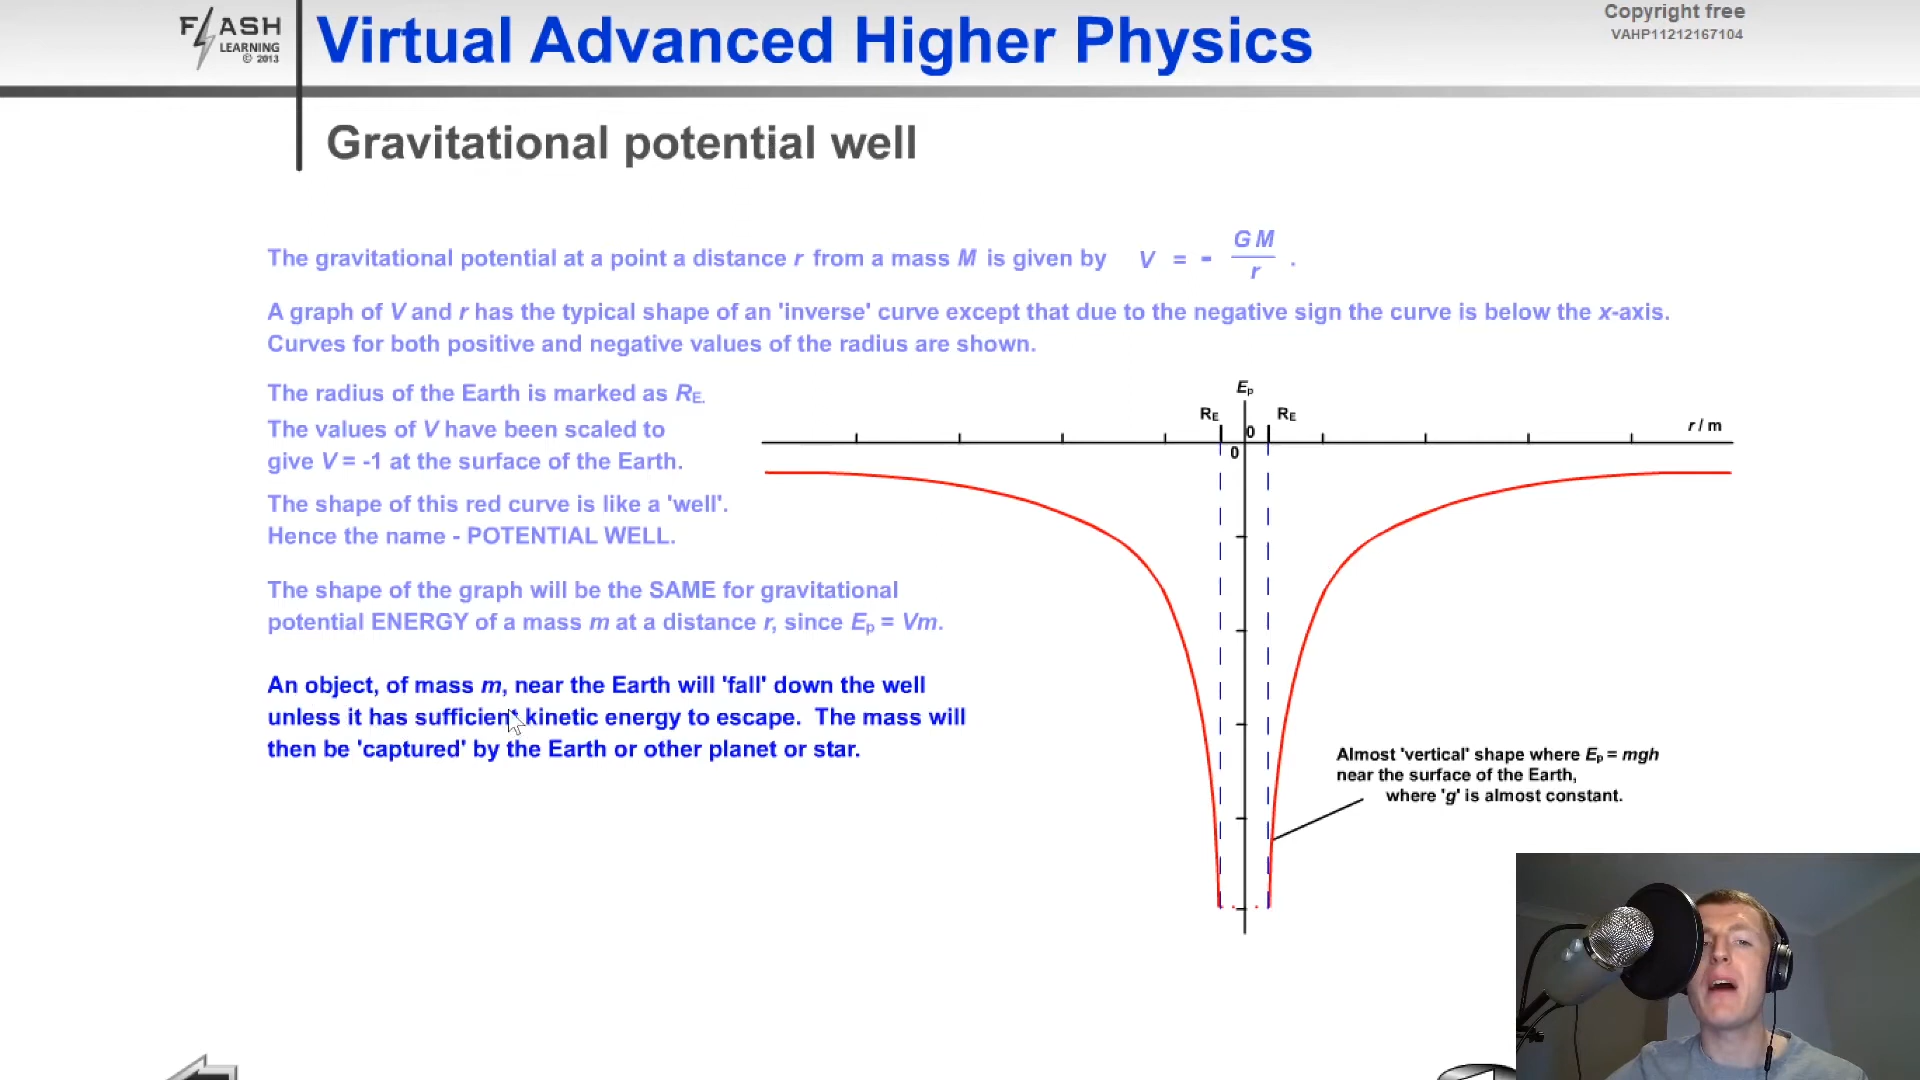 FLASH
LEARNING
© 2013
Virtual Advanced Higher Physics
Copyright free
VAHP11212167104
Gravitational potential well
The gravitational potential at a point a distance r from a mass M is given by V = - G M / r .
A graph of V and r has the typical shape of an 'inverse' curve except that due to the negative sign the curve is below the x-axis.
Curves for both positive and negative values of the radius are shown.
The radius of the Earth is marked as RE.
The values of V have been scaled to
give V = -1 at the surface of the Earth.
The shape of this red curve is like a 'well'.
Hence the name - POTENTIAL WELL.
The shape of the graph will be the SAME for gravitational
potential ENERGY of a mass m at a distance r, since Ep = Vm.
An object, of mass m, near the Earth will 'fall' down the well
unless it has sufficient kinetic energy to escape. The mass will
then be 'captured' by the Earth or other planet or star.
Ep
RE RE
0
r / m
0
Almost 'vertical' shape where Ep = mgh
near the surface of the Earth,
where 'g' is almost constant.